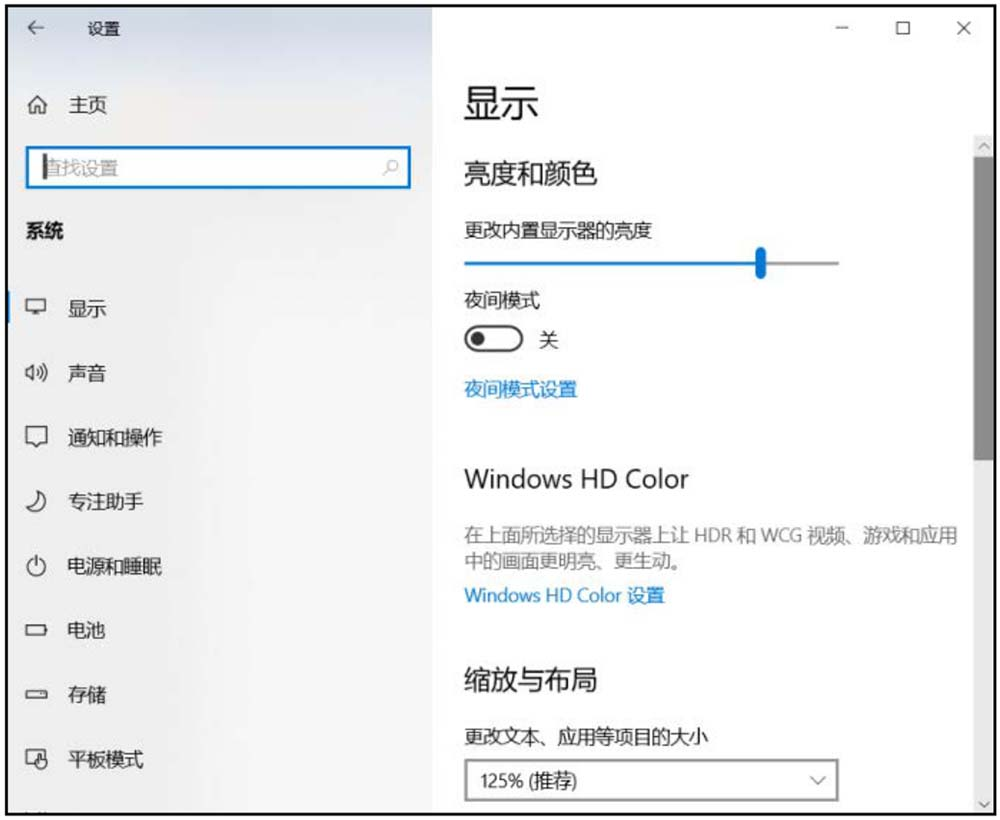 设置
主页
查找设置
系统
显示
声音
通知和操作
专注助手
电源和睡眠
电池
存储
平板模式
显示
亮度和颜色
更改内置显示器的亮度
夜间模式
关
夜间模式设置
Windows HD Color
在上面所选择的显示器上让 HDR 和 WCG 视频、游戏和应用
中的画面更明亮、更生动。
Windows HD Color 设置
缩放与布局
更改文本、应用等项目的大小
125% (推荐)